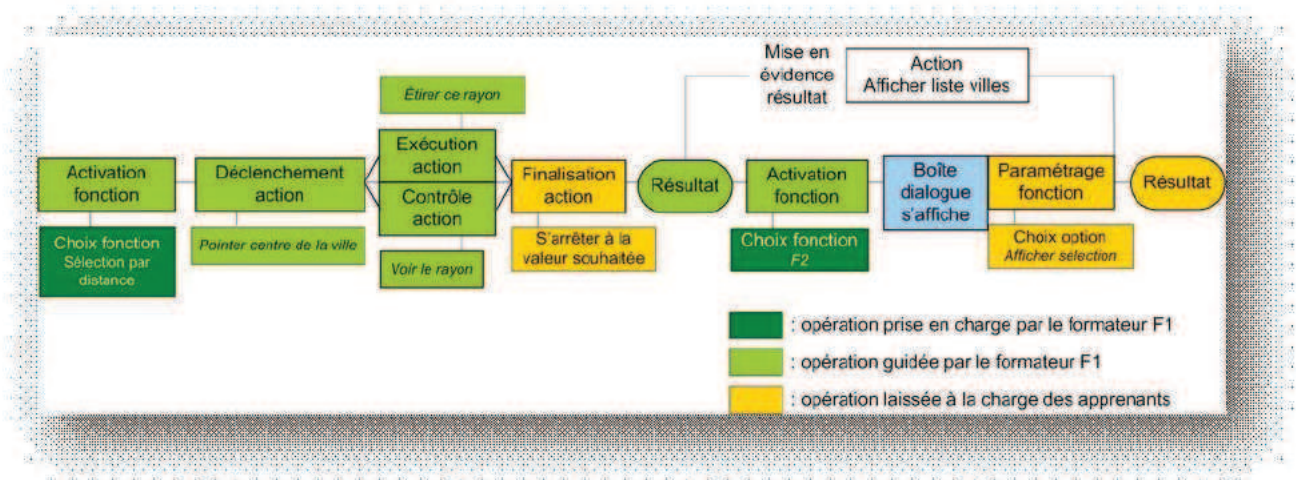 Mise en
évidence
résultat
Action
Afficher liste villes
Étirer ce rayon
Activation
fonction
Déclenchement
action
Exécution
action
Contrôle
action
Finalisation
action
Résultat
Activation
fonction
Boîte
dialogue
s'affiche
Paramétrage
fonction
Résultat
Choix fonction
Sélection par
distance
Pointer centre de la ville
Voir le rayon
S'arrêter à la
valeur souhaitée
Choix fonction
F2
Choix option
Afficher sélection
: opération prise en charge par le formateur F1
: opération guidée par le formateur F1
: opération laissée à la charge des apprenants